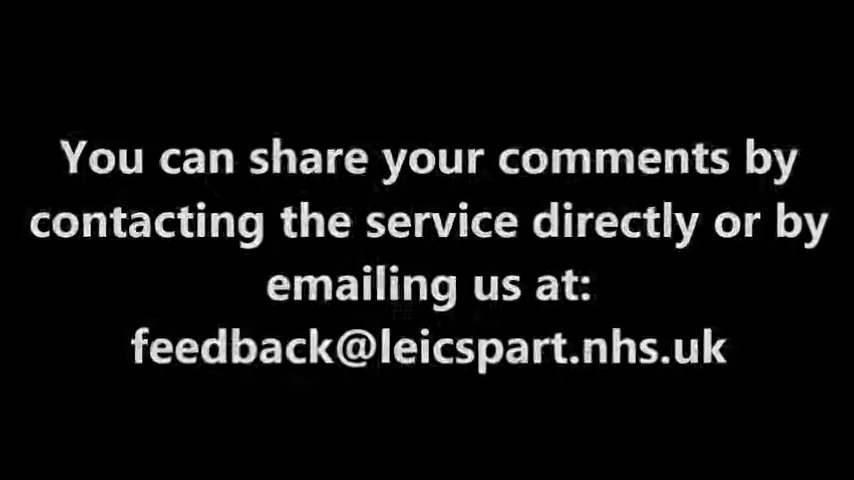 You can share your comments by
contacting the service directly or by
emailing us at:
feedback@leicspart.nhs.uk